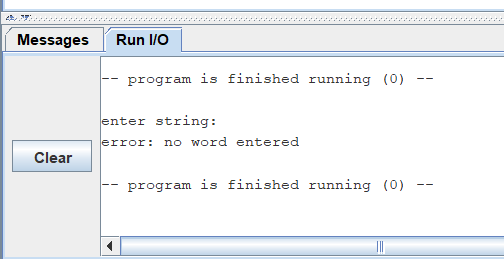 Messages Run I/O
-- program is finished running (0) --
enter string:
error: no word entered
Clear
-- program is finished running (0) --